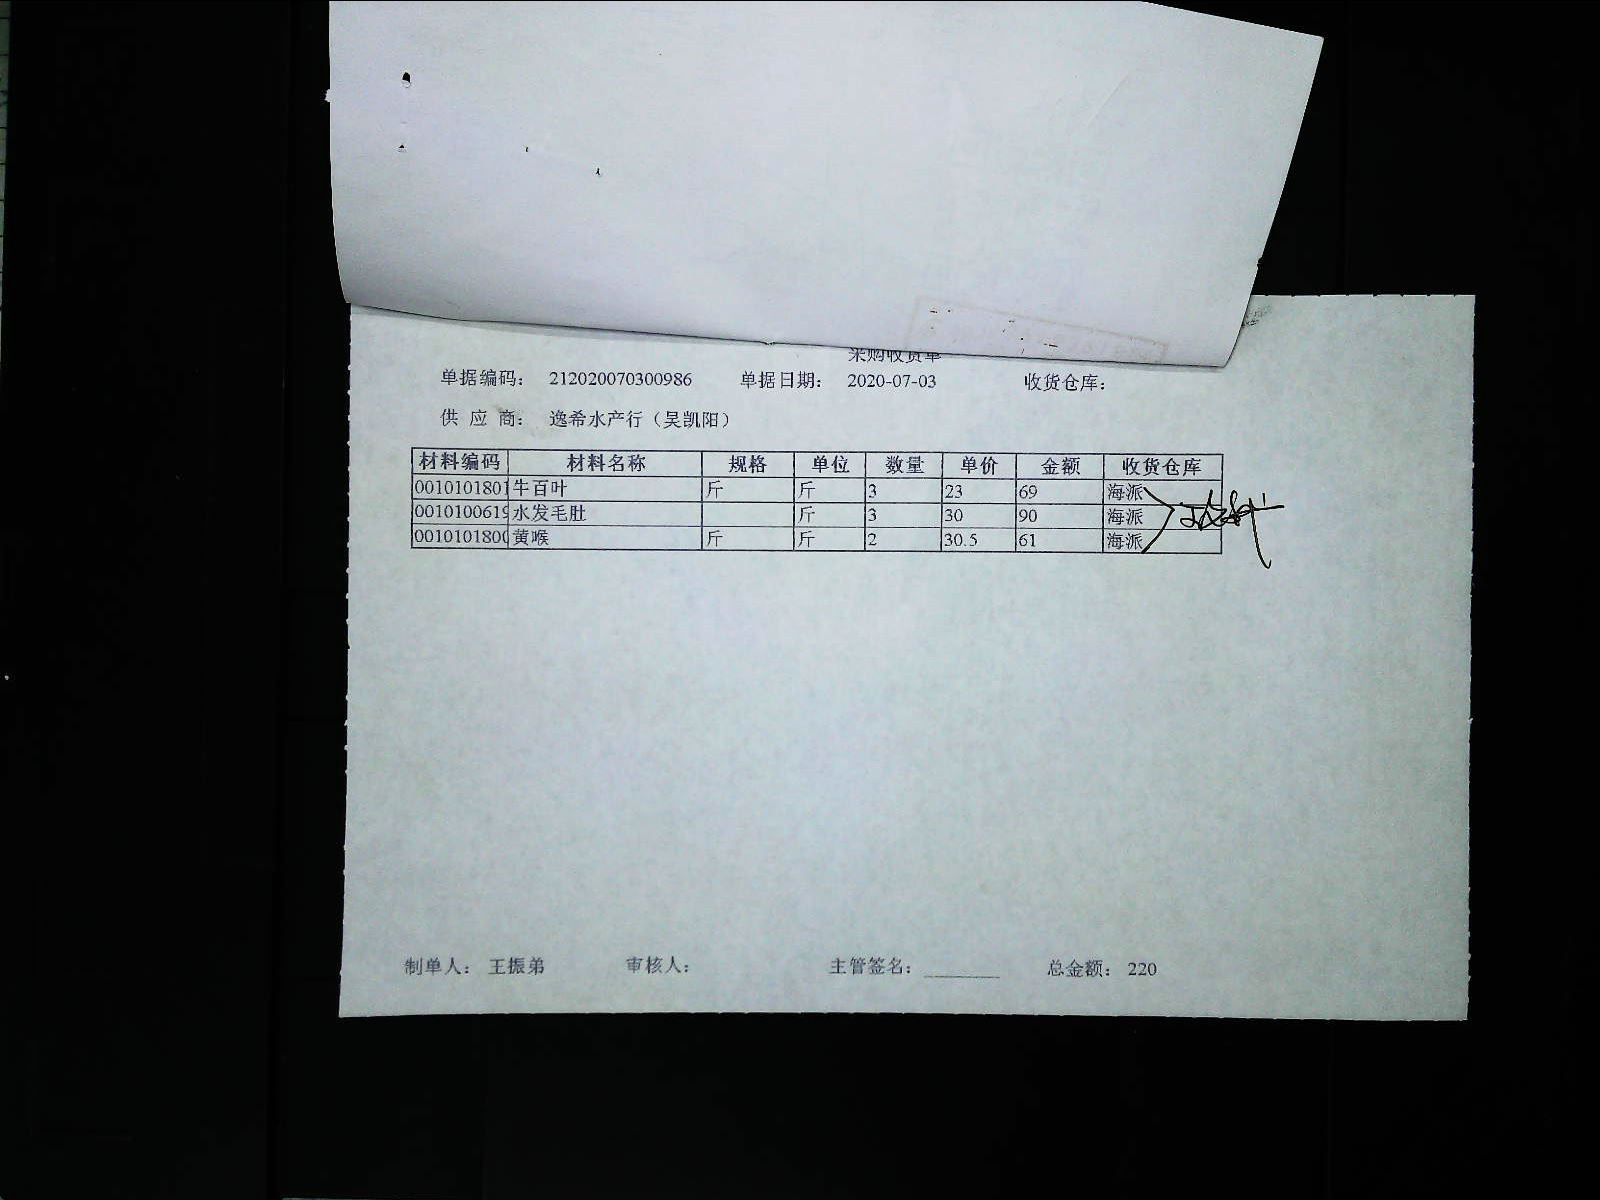 采购收货单
单据编码： 212020070300986 单据日期： 2020-07-03 收货仓库：
供 应 商： 逸希水产行（吴凯阳）
材料编码 材料名称 规格 单位 数量 单价 金额 收货仓库
0010101801 牛百叶 斤 斤 3 23 69 海派
001010061 水发毛肚 斤 3 30 90 海派
001010180 黄喉 斤 斤 2 30.5 61 海派
制单人： 王振弟 审核人： 主管签名： 总金额： 220